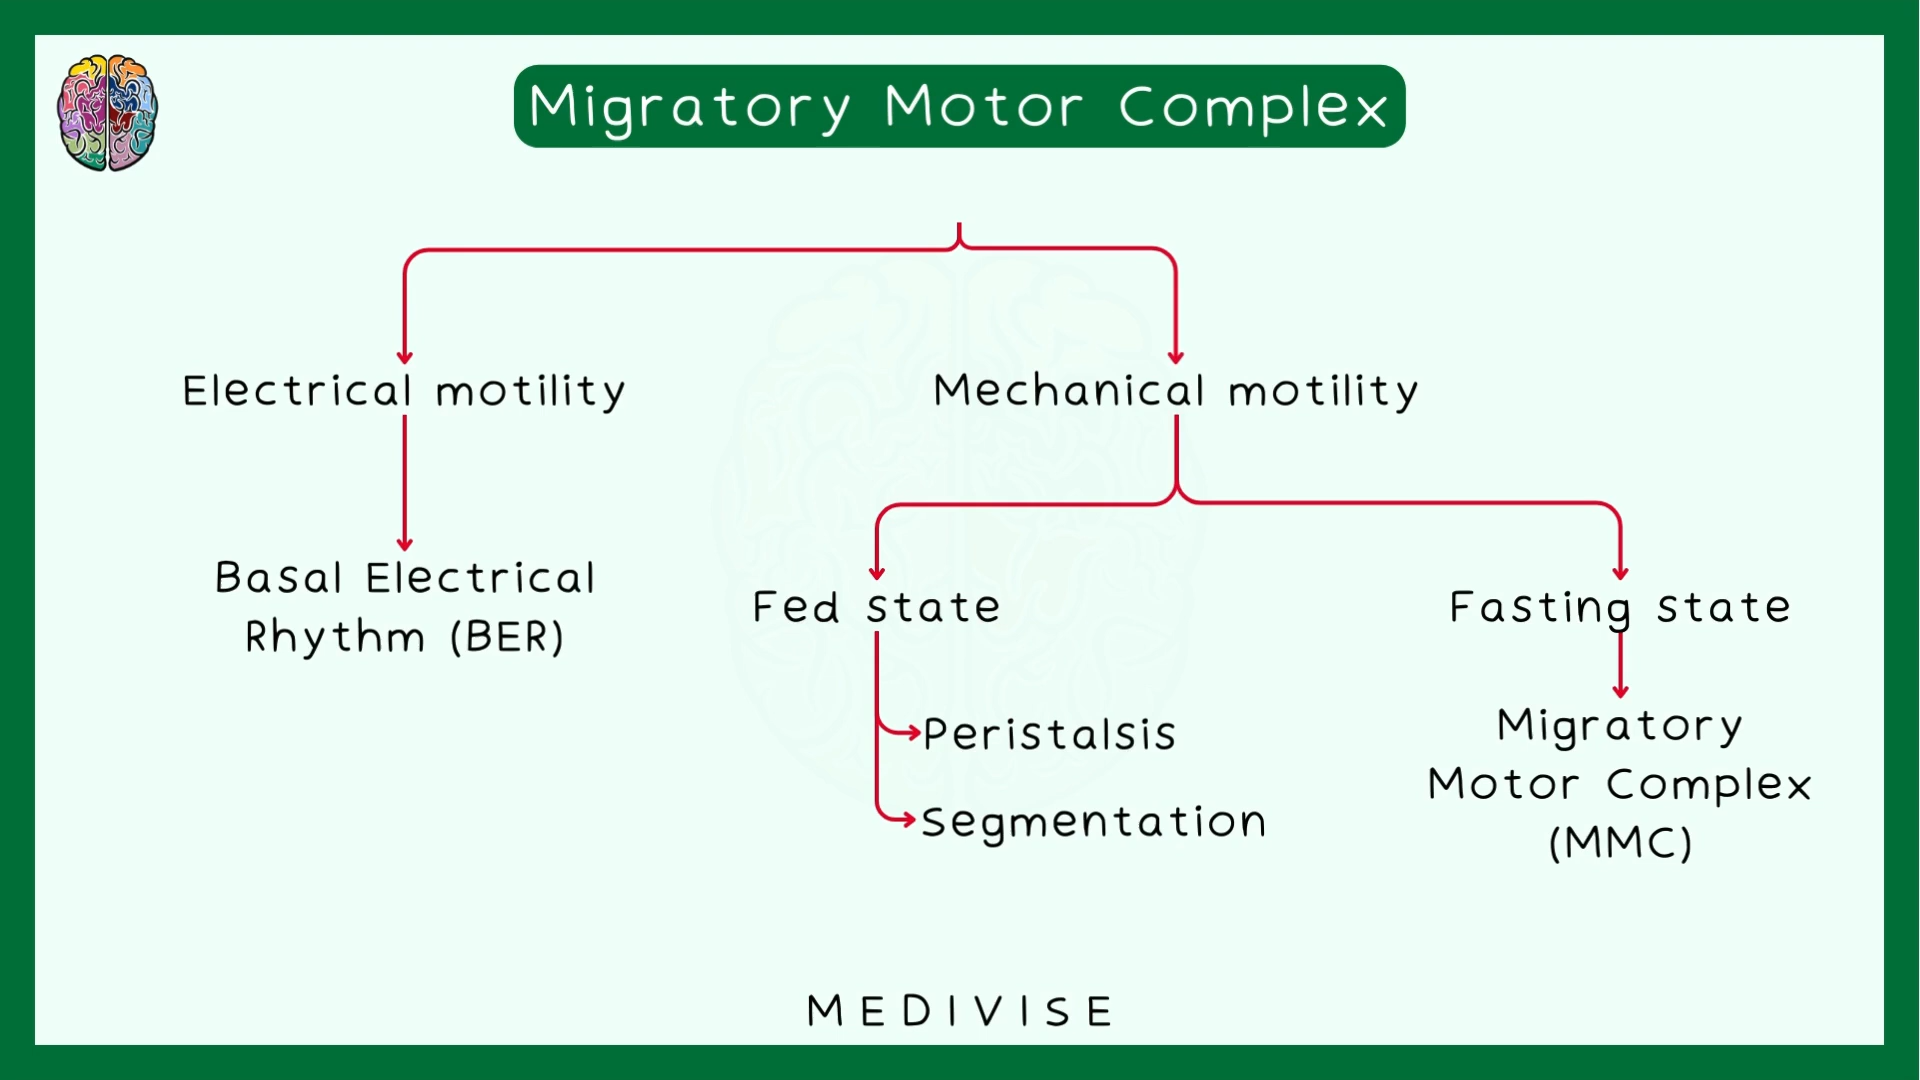 Migratory Motor Complex
Electrical motility
Mechanical motility
Basal Electrical
Rhythm (BER)
Fed state
Fasting state
Peristalsis
Segmentation
Migratory
Motor Complex
(MMC)
MEDIVISE